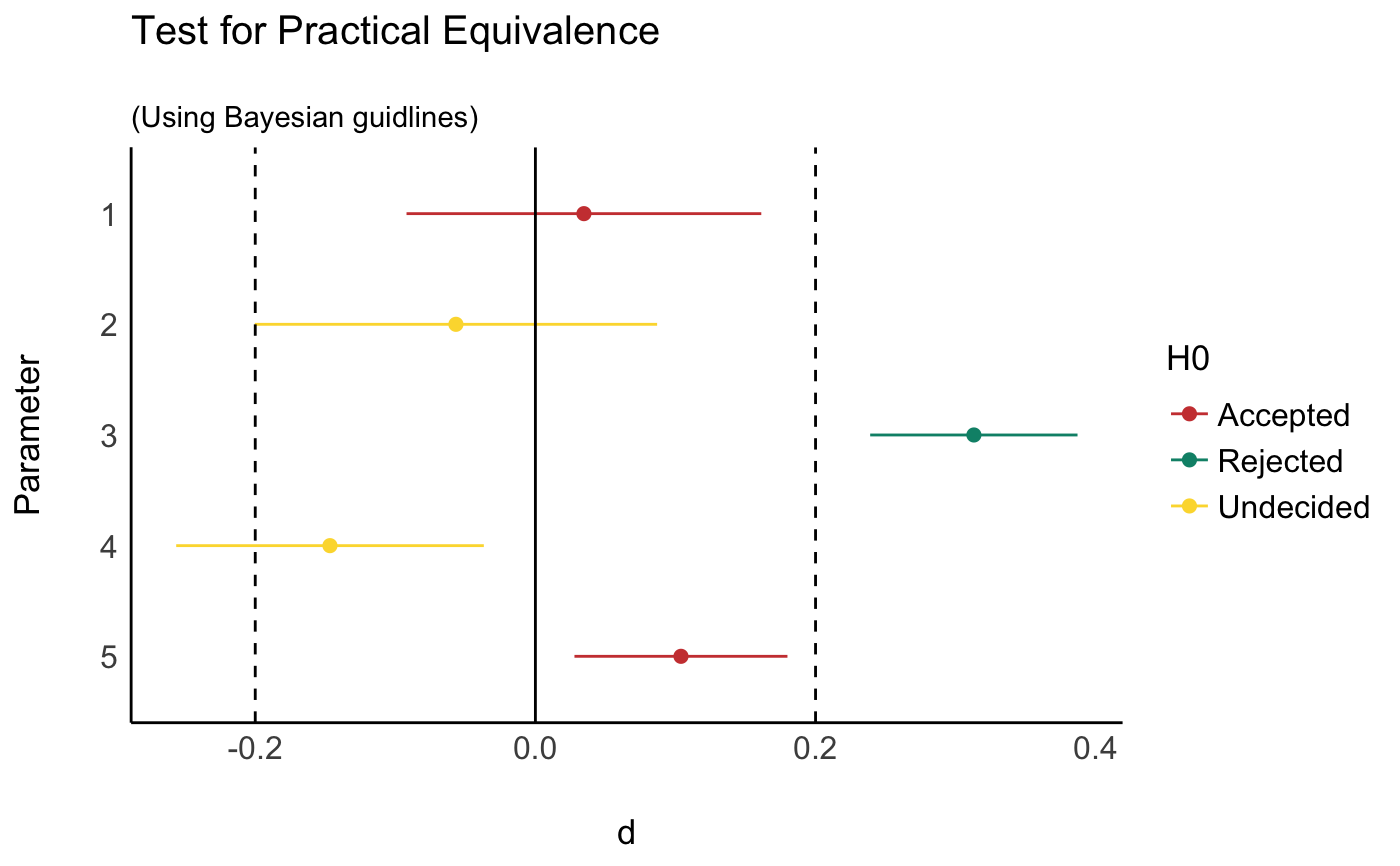 Test for Practical Equivalence
(Using Bayesian guidlines)
Parameter
1
2
3
4
5
-0.2
0.0
0.2
0.4
d
H0
Accepted
Rejected
Undecided